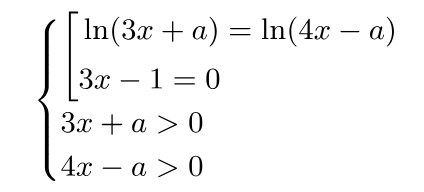 ln(3x + a) = ln(4x − a)
3x − 1 = 0
3x + a > 0
4x − a > 0